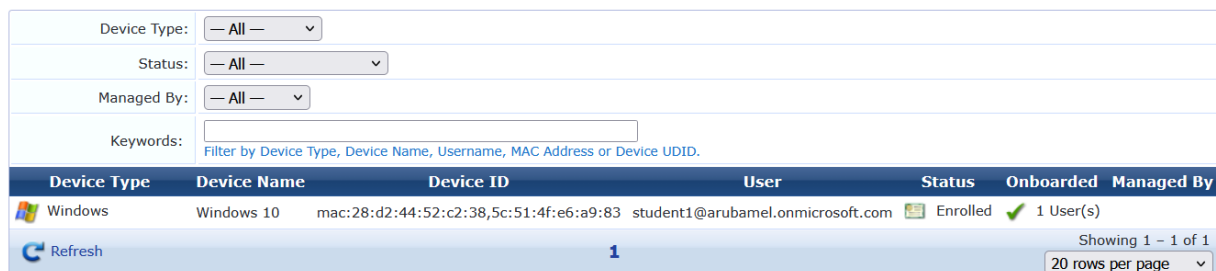 Device Type: — All —
Status: — All —
Managed By: — All —
Keywords:
Filter by Device Type, Device Name, Username, MAC Address or Device UDID.
Device Type Device Name Device ID User Status Onboarded Managed By
Windows Windows 10 mac:28:d2:44:52:c2:38,5c:51:4f:e6:a9:83 student1@arubamel.onmicrosoft.com Enrolled 1 User(s)
Refresh 1 Showing 1 – 1 of 1
20 rows per page